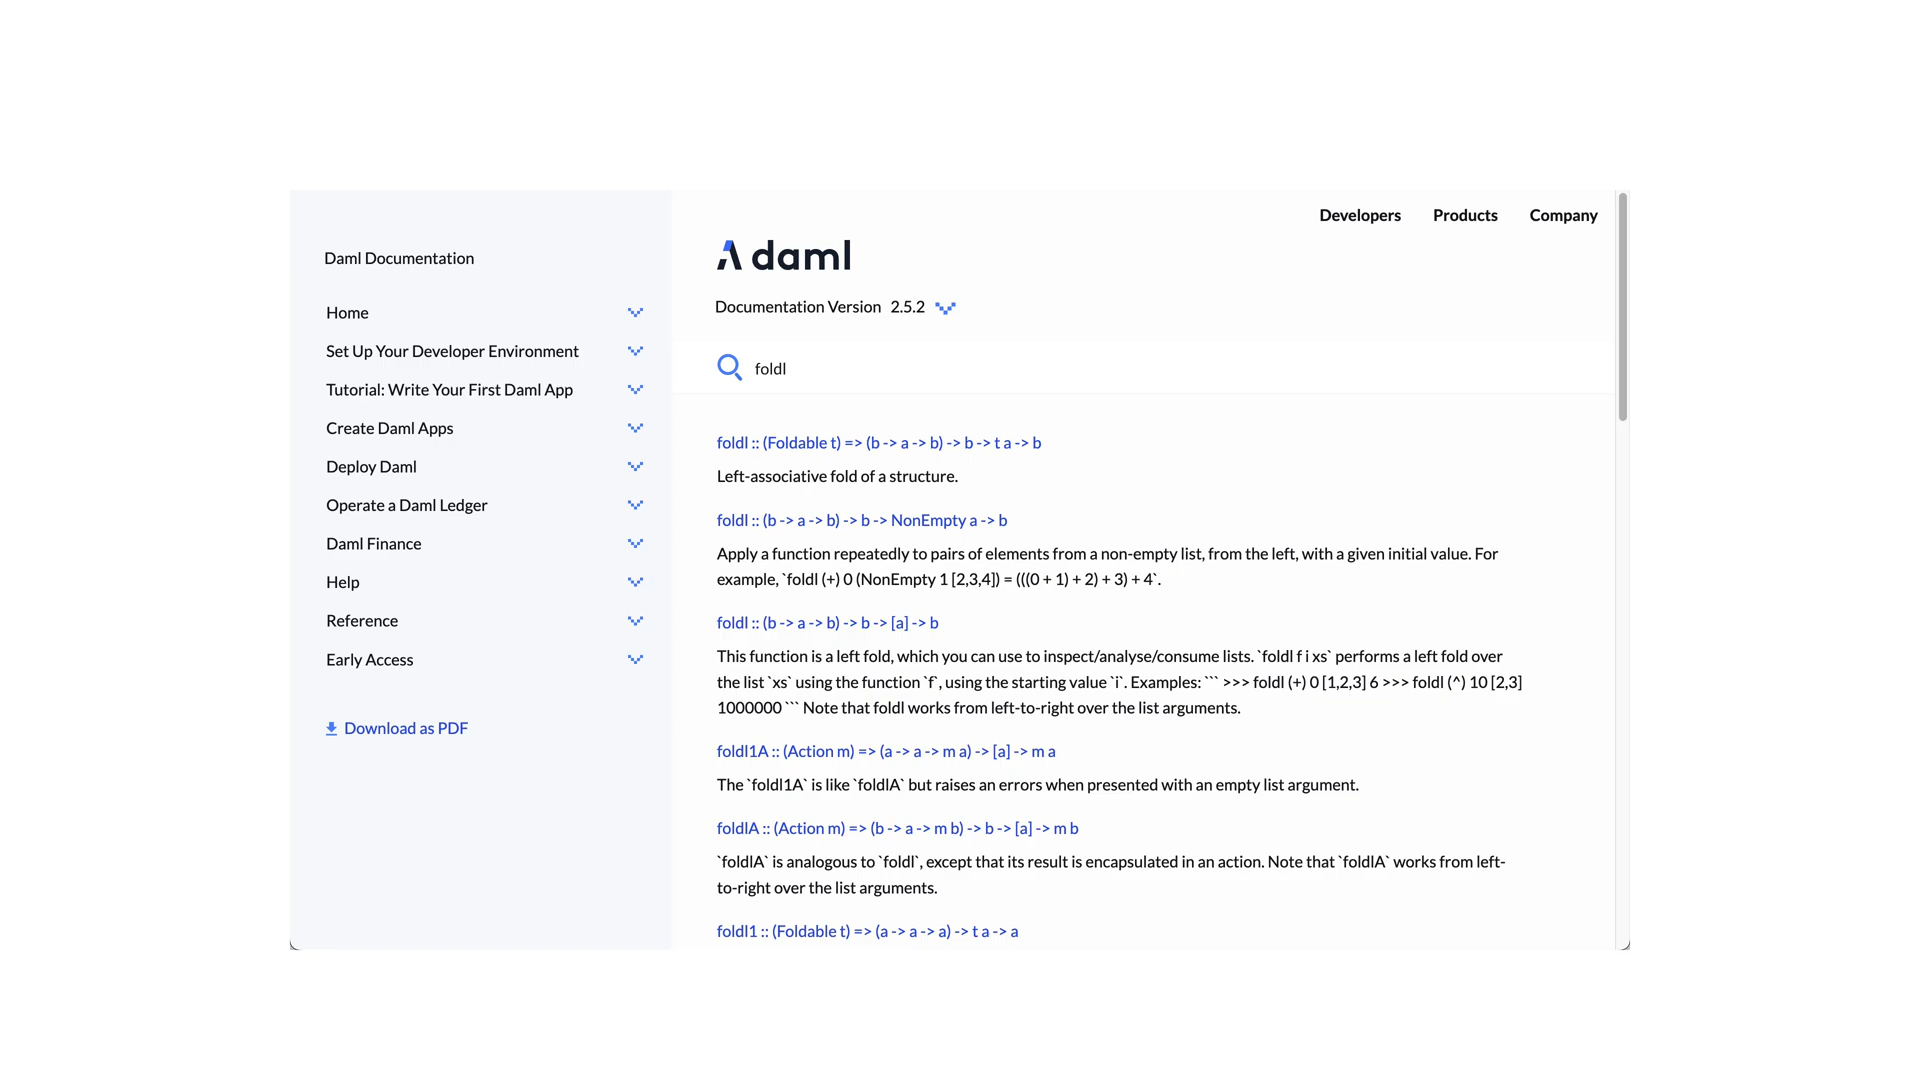 Developers Products Company
daml
Documentation Version 2.5.2
foldl
Daml Documentation
Home
Set Up Your Developer Environment
Tutorial: Write Your First Daml App
Create Daml Apps
Deploy Daml
Operate a Daml Ledger
Daml Finance
Help
Reference
Early Access
Download as PDF
foldl :: (Foldable t) => (b -> a -> b) -> b -> t a -> b
Left-associative fold of a structure.
foldl :: (b -> a -> b) -> b -> NonEmpty a -> b
Apply a function repeatedly to pairs of elements from a non-empty list, from the left, with a given initial value. For
example, `foldl (+) 0 (NonEmpty 1 [2,3,4]) = (((0 + 1) + 2) + 3) + 4`.
foldl :: (b -> a -> b) -> b -> [a] -> b
This function is a left fold, which you can use to inspect/analyse/consume lists. `foldl f i xs` performs a left fold over
the list `xs` using the function `f`, using the starting value `i`. Examples: ``` >>> foldl (+) 0 [1,2,3] 6 >>> foldl (^) 10 [2,3]
1000000 ``` Note that foldl works from left-to-right over the list arguments.
foldl1A :: (Action m) => (a -> a -> m a) -> [a] -> m a
The `foldl1A` is like `foldlA` but raises an errors when presented with an empty list argument.
foldlA :: (Action m) => (b -> a -> m b) -> b -> [a] -> m b
`foldlA` is analogous to `foldl`, except that its result is encapsulated in an action. Note that `foldlA` works from left-
to-right over the list arguments.
foldl1 :: (Foldable t) => (a -> a -> a) -> t a -> a